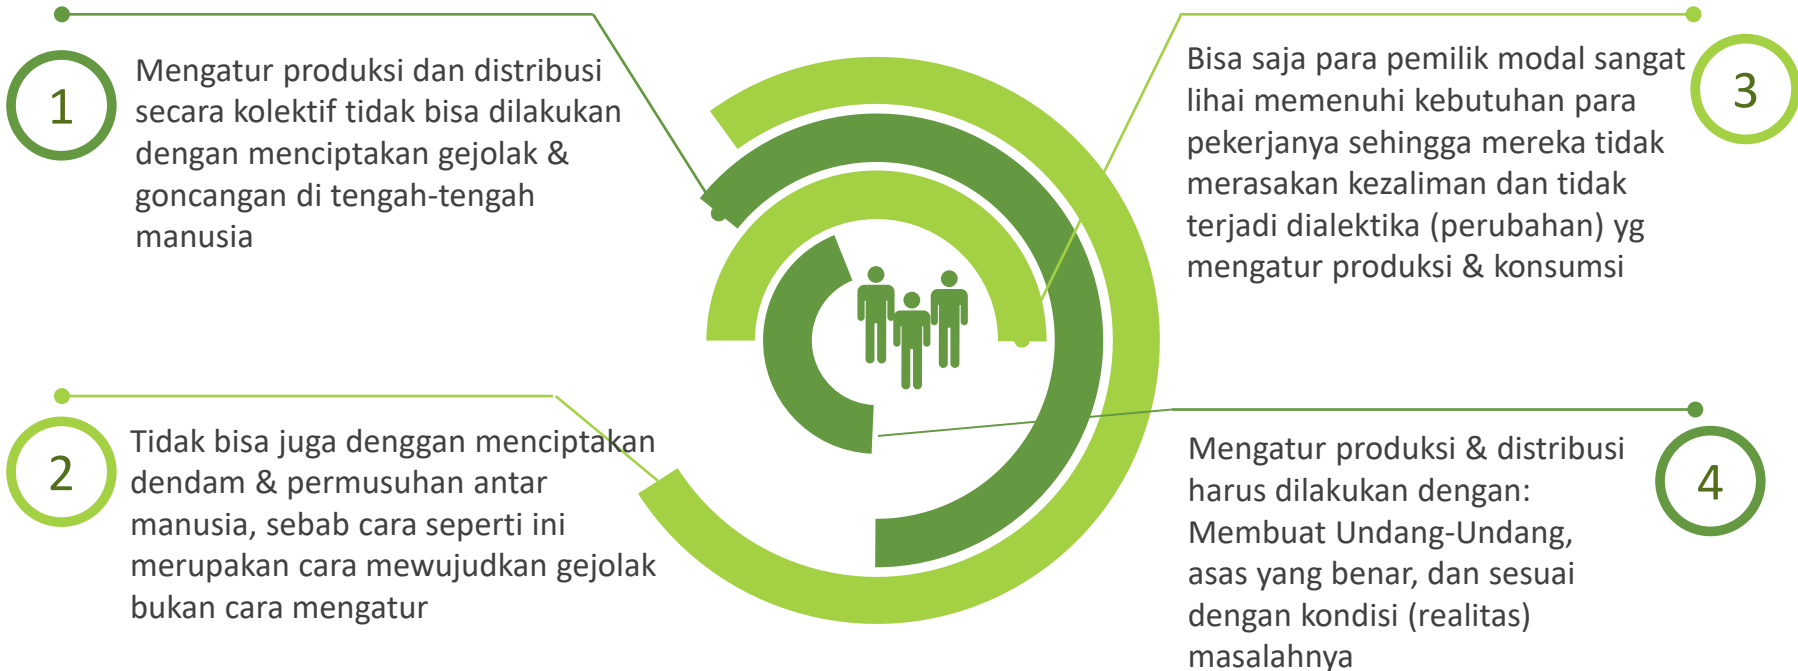 1
Mengatur produksi dan distribusi
secara kolektif tidak bisa dilakukan
dengan menciptakan gejolak &
goncangan di tengah-tengah
manusia
2
Tidak bisa juga denggan menciptakan
dendam & permusuhan antar
manusia, sebab cara seperti ini
merupakan cara mewujudkan gejolak
bukan cara mengatur
3
Bisa saja para pemilik modal sangat
lihai memenuhi kebutuhan para
pekerjanya sehingga mereka tidak
merasakan kezaliman dan tidak
terjadi dialektika (perubahan) yg
mengatur produksi & konsumsi
4
Mengatur produksi & distribusi
harus dilakukan dengan:
Membuat Undang-Undang,
asas yang benar, dan sesuai
dengan kondisi (realitas)
masalahnya